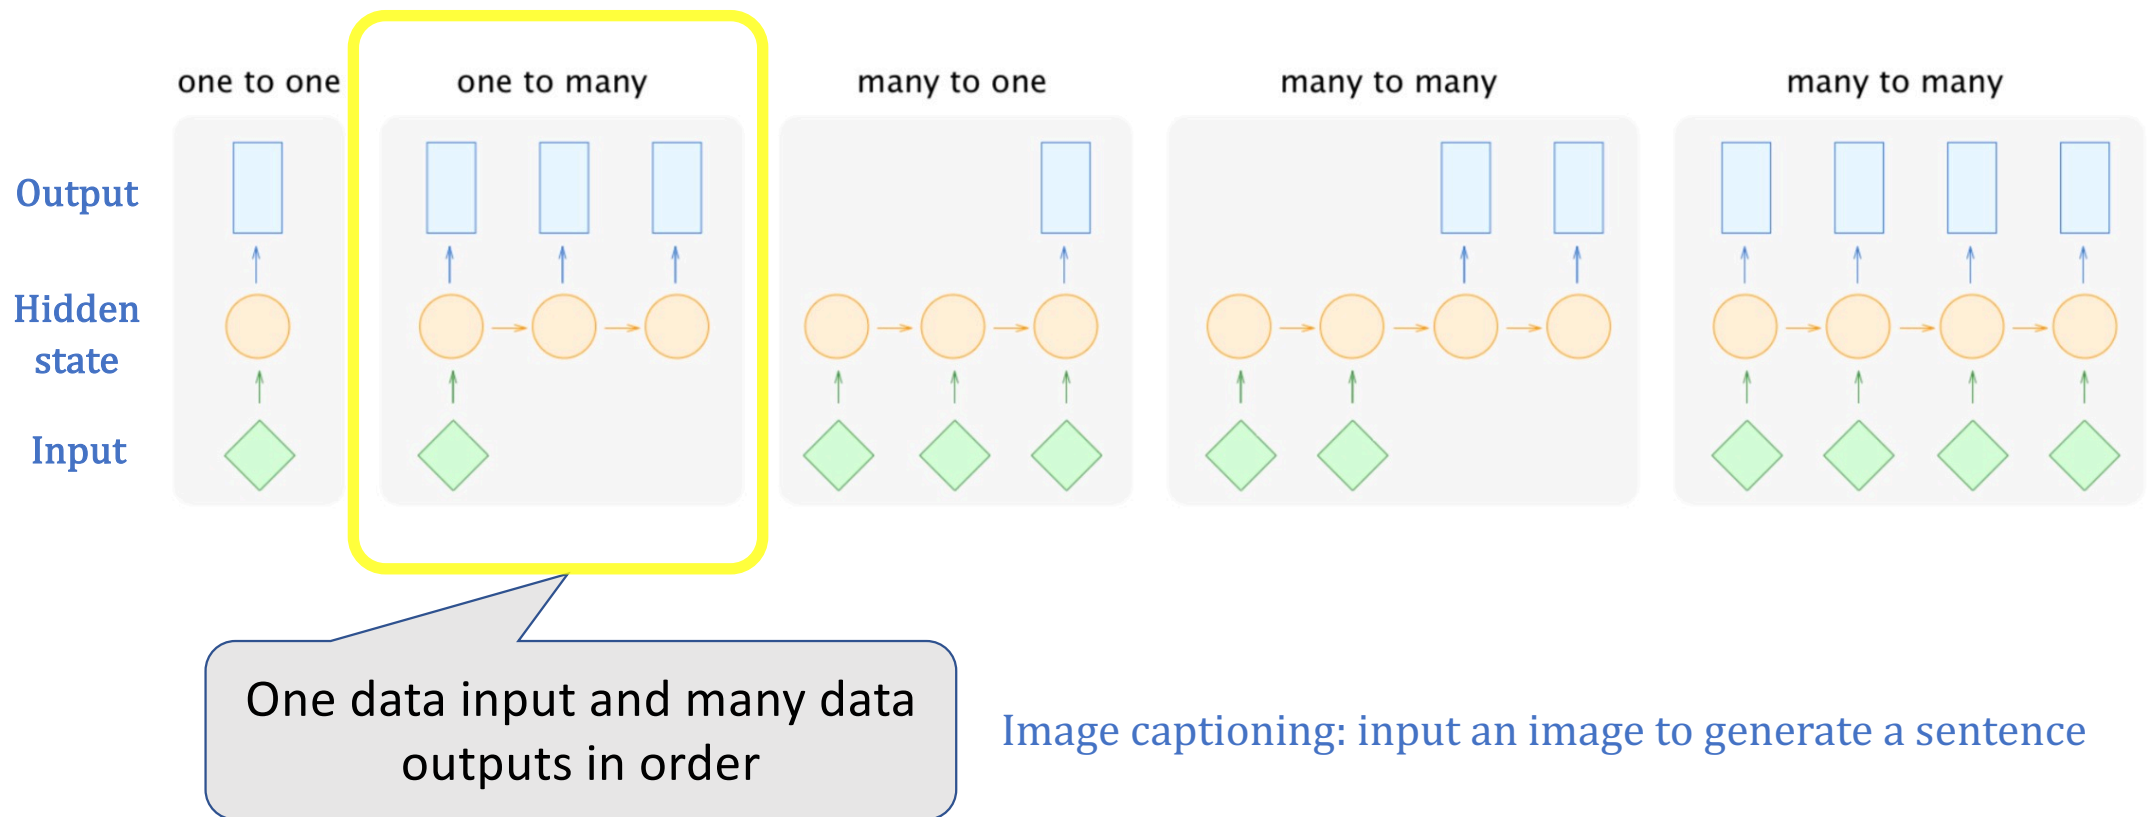 one to one
one to many
many to one
many to many
many to many
Output
Hidden
state
Input
One data input and many data
outputs in order
Image captioning: input an image to generate a sentence